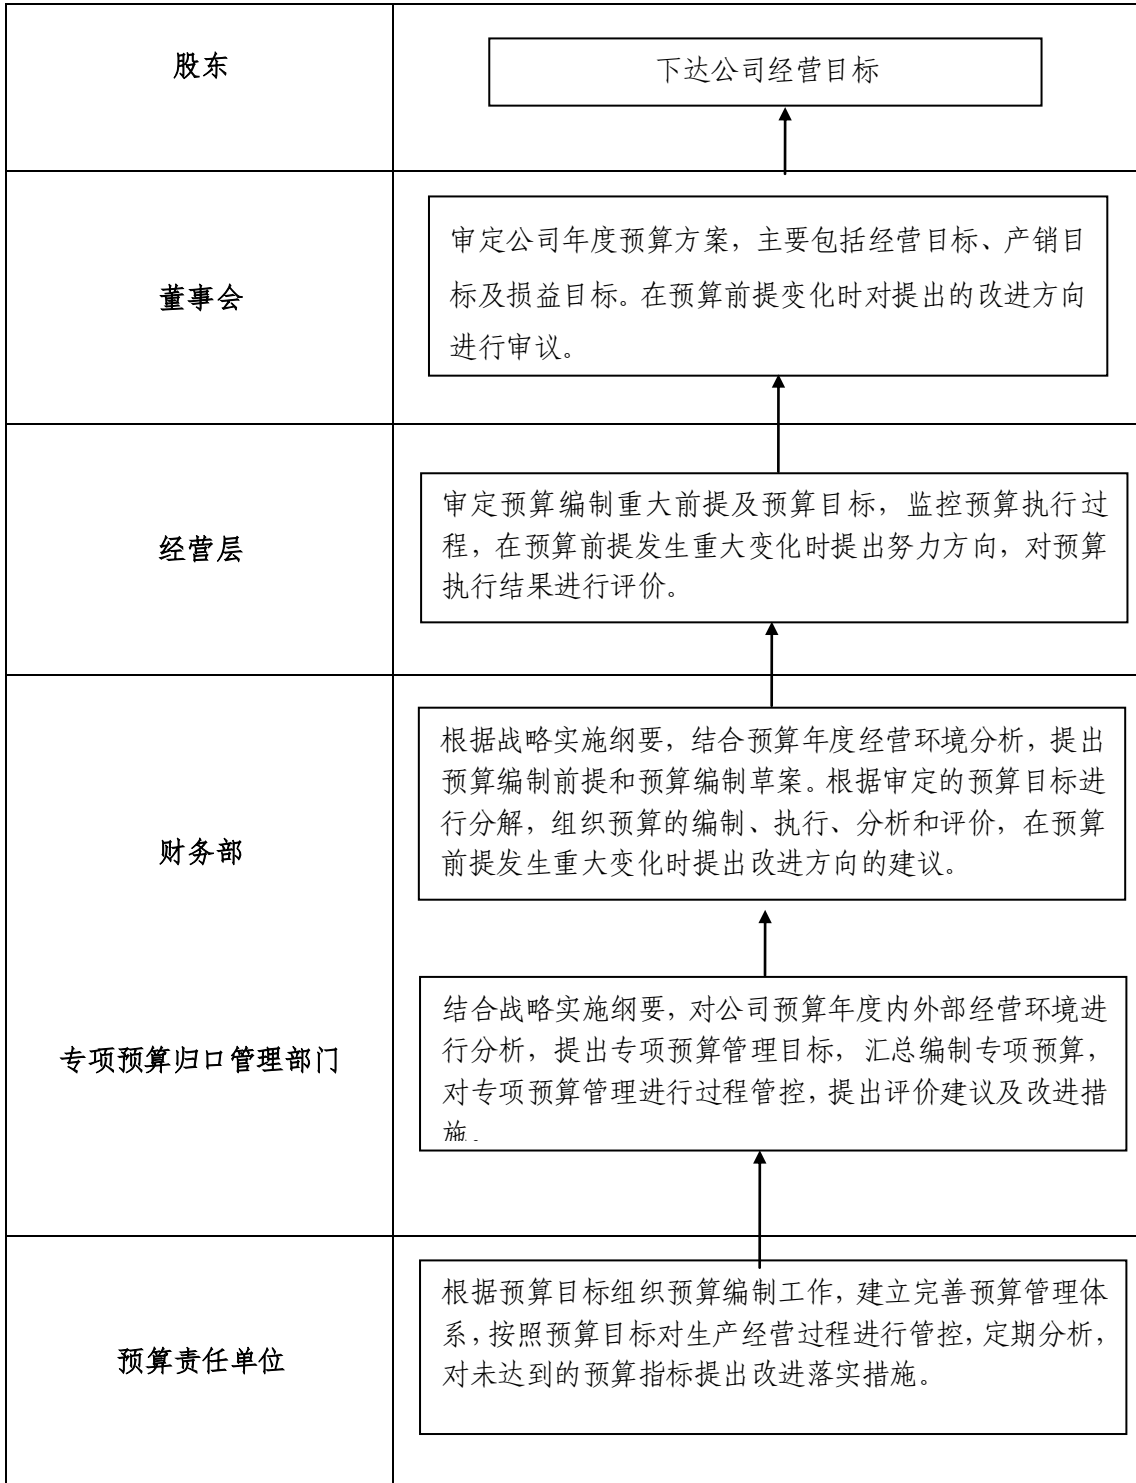 股东
下达公司经营目标
董事会
审定公司年度预算方案，主要包括经营目标、产销目
标及损益目标。在预算前提变化时对提出的改进方向
进行审议。
经营层
审定预算编制重大前提及预算目标，监控预算执行过
程，在预算前提发生重大变化时提出努力方向，对预算
执行结果进行评价。
财务部
根据战略实施纲要，结合预算年度经营环境分析，提出
预算编制前提和预算编制草案。根据审定的预算目标进
行分解，组织预算的编制、执行、分析和评价，在预算
前提发生重大变化时提出改进方向的建议。
专项预算归口管理部门
结合战略实施纲要，对公司预算年度内外部经营环境进
行分析，提出专项预算管理目标，汇总编制专项预算，
对专项预算管理进行过程管控，提出评价建议及改进措
施。
预算责任单位
根据预算目标组织预算编制工作，建立完善预算管理体
系，按照预算目标对生产经营过程进行管控，定期分析，
对未达到的预算指标提出改进落实措施。